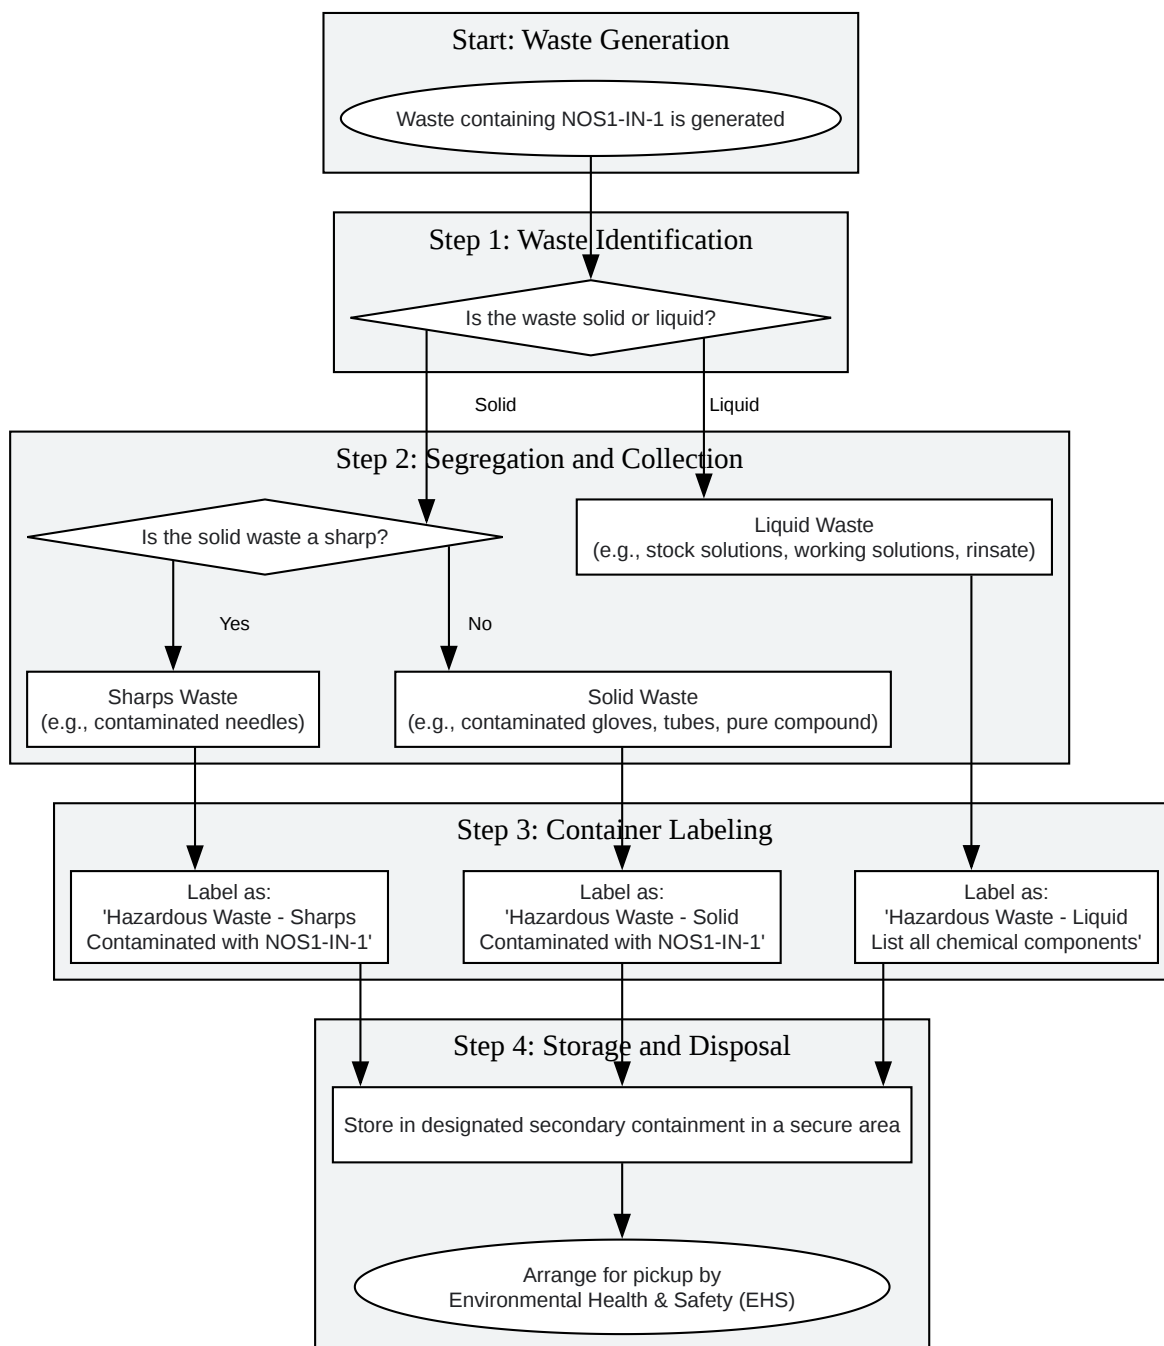 Start: Waste Generation
Waste containing NOS1-IN-1 is generated
Step 1: Waste Identification
Is the waste solid or liquid?
Solid
Liquid
Step 2: Segregation and Collection
Is the solid waste a sharp?
Liquid Waste
(e.g., stock solutions, working solutions, rinsate)
Yes
No
Sharps Waste
(e.g., contaminated needles)
Solid Waste
(e.g., contaminated gloves, tubes, pure compound)
Step 3: Container Labeling
Label as:
'Hazardous Waste - Sharps
Contaminated with NOS1-IN-1'
Label as:
'Hazardous Waste - Solid
Contaminated with NOS1-IN-1'
Label as:
'Hazardous Waste - Liquid
List all chemical components'
Step 4: Storage and Disposal
Store in designated secondary containment in a secure area
Arrange for pickup by
Environmental Health & Safety (EHS)